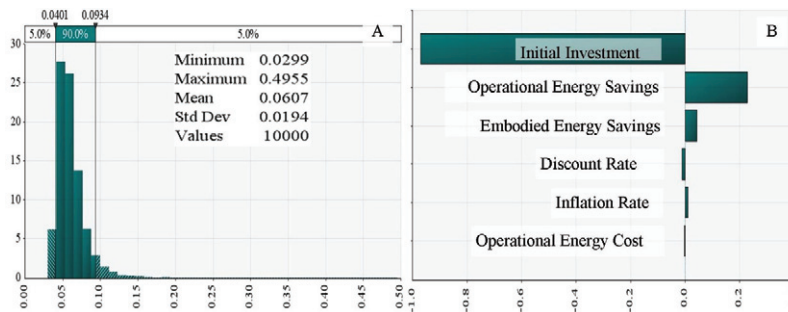 0.0401 0.0934
5.0% 90.0% 5.0%
A
30
25
20
15
10
5
0
Minimum 0.0299
Maximum 0.4955
Mean 0.0607
Std Dev 0.0194
Values 10000
0.00 0.05 0.10 0.15 0.20 0.25 0.30 0.35 0.40 0.45 0.50
B
Initial Investment
Operational Energy Savings
Embodied Energy Savings
Discount Rate
Inflation Rate
Operational Energy Cost
-1.0 -0.8 -0.6 -0.4 -0.2 0.0 0.2